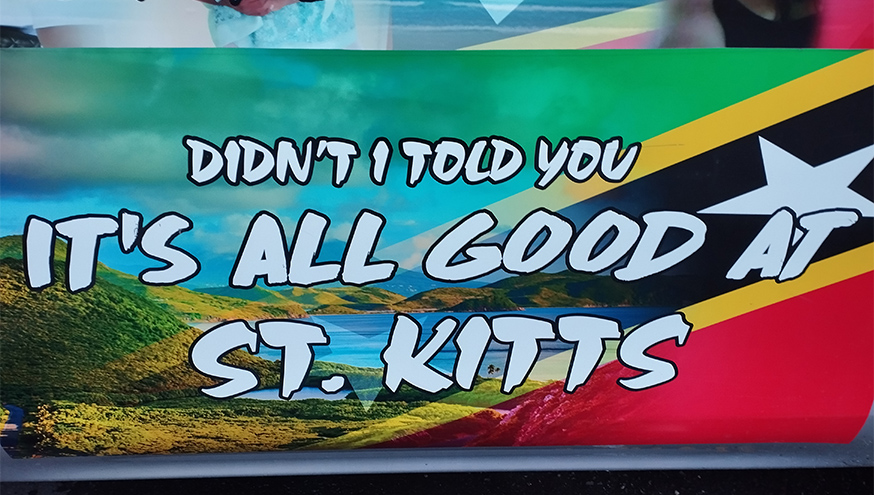 DIDN'T I TOLD YOU
IT'S ALL GOOD AT
ST. KITTS